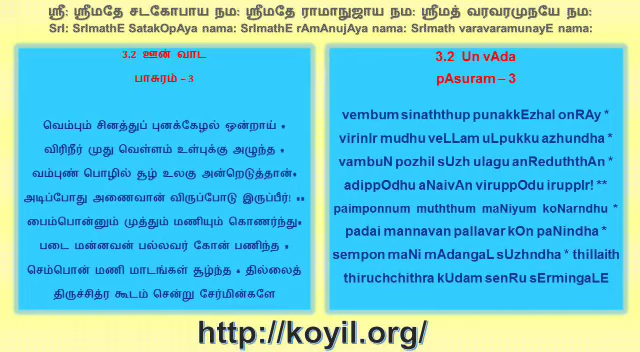 ஸ்ரீ: ஸ்ரீமதே சடகோபாய நம: ஸ்ரீமதே ராமாநுஜாய நம: ஸ்ரீமத் வரவரமுநயே நம:
SrI: SrImathE SatakOpAya nama: SrImathE rAmAnujAya nama: SrImath varavaramunayE nama:
3.2 ஊன் வாட
பாசுரம் – 3
வெம்பும் சினத்துப் புனக்கேழல் ஒன்றாய் *
விரிநீர் முது வெள்ளம் உள்புக்கு அழுந்த *
வம்புண் பொழில் சூழ் உலகு அன்றெடுத்தான்*
அடிப்போது அணைவான் விருப்போடு இருப்பீர்! **
பைம்பொன்னும் முத்தும் மணியும் கொணர்ந்து*
படை மன்னவன் பல்லவர் கோன் பணிந்த *
செம்பொன் மணி மாடங்கள் சூழ்ந்த * தில்லைத்
திருச்சித்ர கூடம் சென்று சேர்மின்களே
3.2 Un vAda
pAsuram – 3
vembum sinaththup punakkEzhal onRAy *
virinIr mudhu veLLam uLpukku azhundha *
vambuN pozhil sUzh ulagu anReduththAn *
adippOdhu aNaivAn viruppOdu iruppIr! **
paimponnum muththum maNiyum koNarndhu *
padai mannavan pallavar kOn paNindha *
sempon maNi mAdangaL sUzhndha * thillaith
thiruchchithra kUdam senRu sErmingaLE
http://koyil.org/